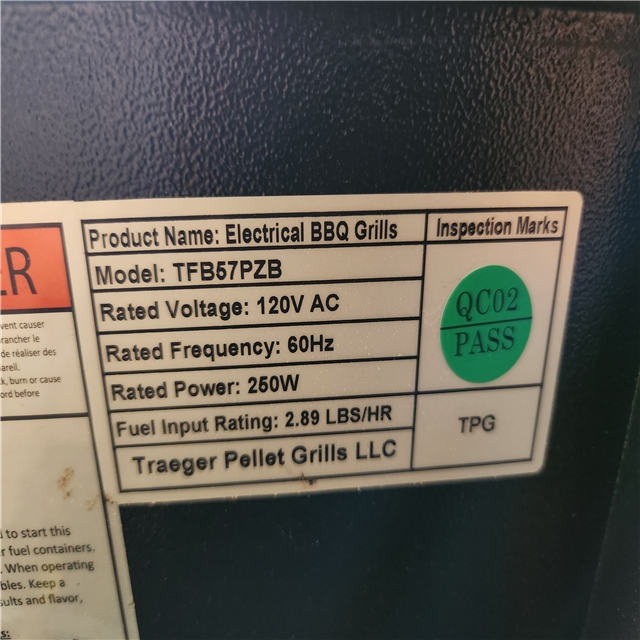 Product Name: Electrical BBQ Grills
Inspection Marks
Model: TFB57PZB
Rated Voltage: 120V AC
Rated Frequency: 60Hz
Rated Power: 250W
Fuel Input Rating: 2.89 LBS/HR
Traeger Pellet Grills LLC
QC02
PASS
TPG
ER
vent causer
rancher le
de réaliser des
areil.
k, burn or cause
ord before
d to start this
r fuel containers.
. When operating
bles. Keep a
sults and flavor,
s: